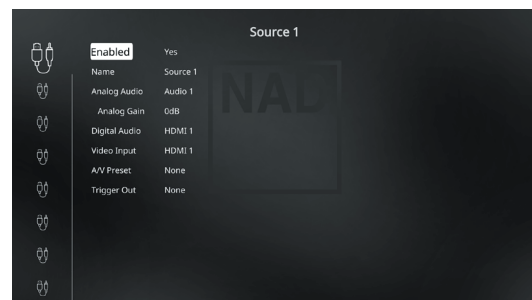 Source 1
Enabled Yes
Name Source 1
Analog Audio Audio 1
Analog Gain 0dB
Digital Audio HDMI 1
Video Input HDMI 1
A/V Preset None
Trigger Out None
NAD